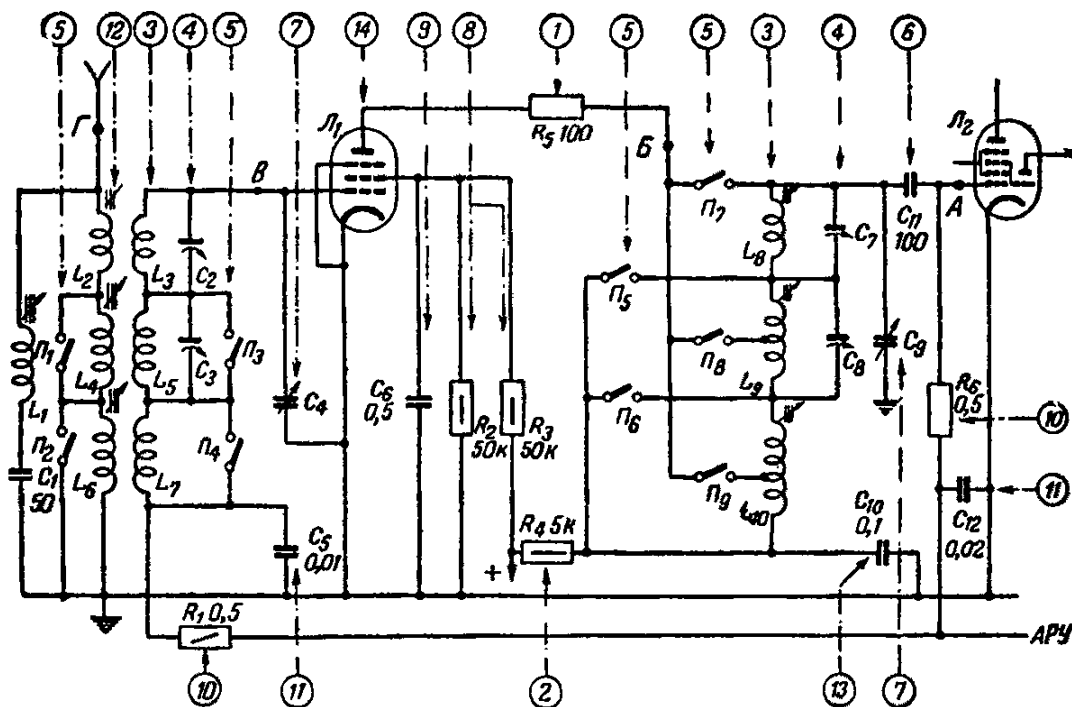 5 12 3 4 5 7 14 9 8 1 5 5 3 4 6
Г
Л₁
R₅ 100
Б
Л₂
В
П₇
А
C₁₁
100
L₂
L₃
C₂
L₈
C₇
П₅
П₁
L₄
L₅
C₃
П₃
П₈
L₉
C₈
C₉
L₁
C₄
C₆
0,5
R₂
50к
R₃
50к
П₆
R₆
0,5
10
П₂
C₁
50
L₆
L₇
П₄
П₉
L₁₀
11
C₅
0,01
+
R₄ 5к
C₁₀
0,1
C₁₂
0,02
R₁ 0,5
АРУ
10 11 2 13 7